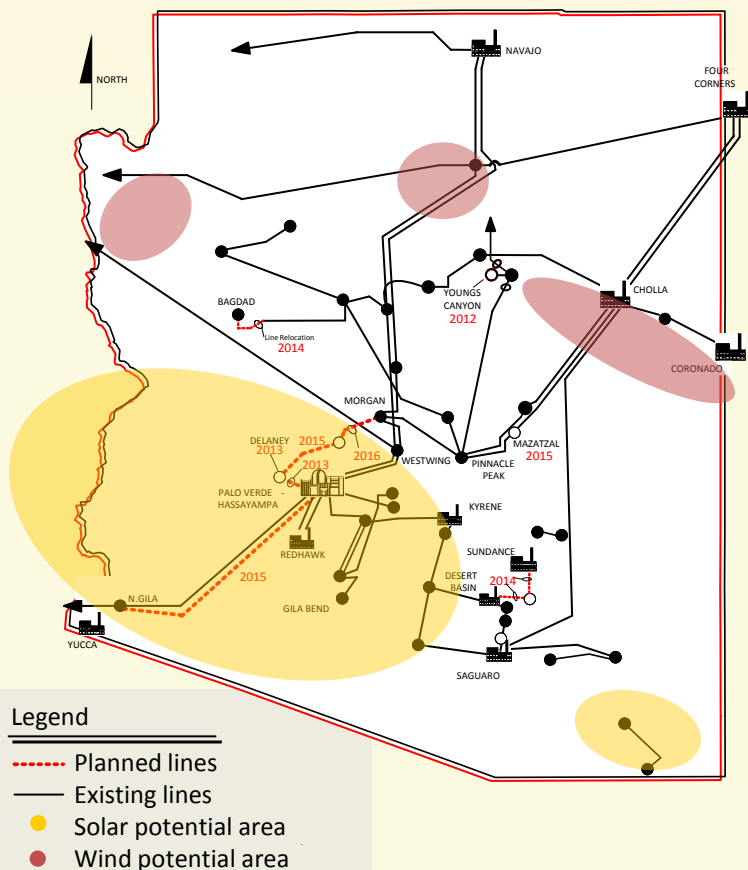 NAVAJO
FOUR
CORNERS
NORTH
YOUNGS
CANYON
2012
CHOLLA
BAGDAD
Line Relocation
2014
CORONADO
MORGAN
DELANEY
2015
2013
2016
2013
WESTWING
PINNACLE
PEAK
MAZATZAL
2015
PALO VERDE -
HASSAYAMPA
KYRENE
REDHAWK
SUNDANCE
DESERT
BASIN
2014
2015
N.GILA
GILA BEND
YUCCA
SAGUARO
Legend
Planned lines
Existing lines
Solar potential area
Wind potential area